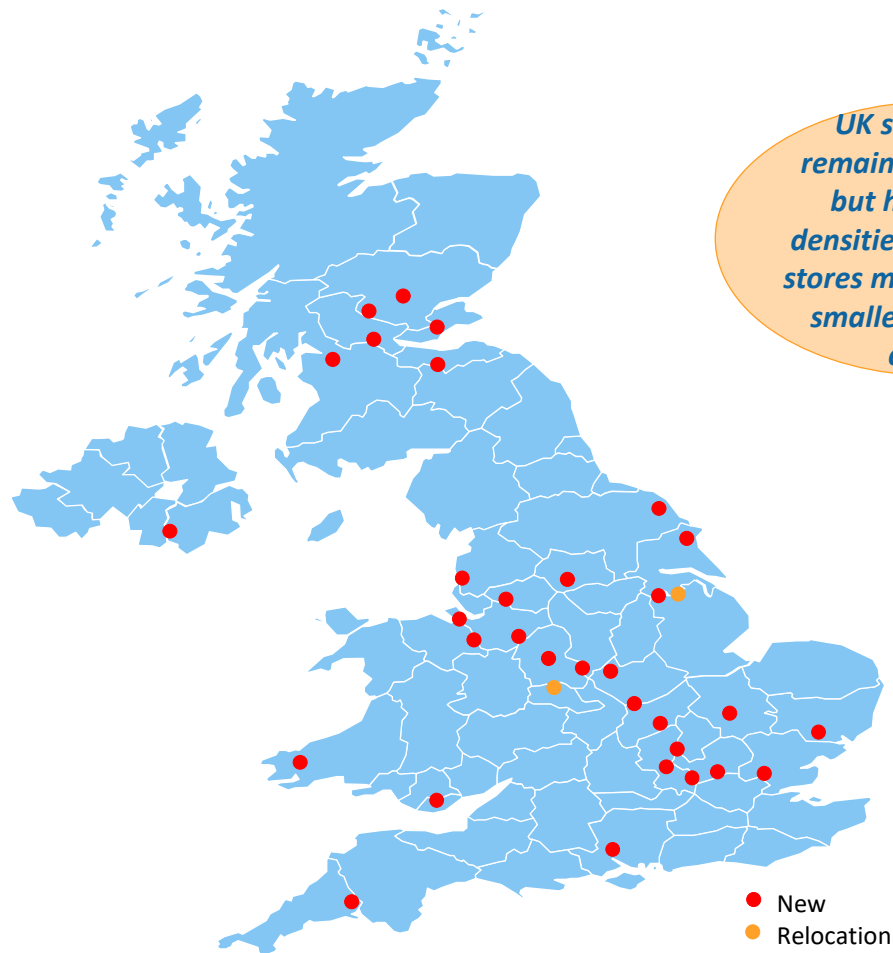 UK s
remain
but h
densitie
stores m
smalle
New
Relocation